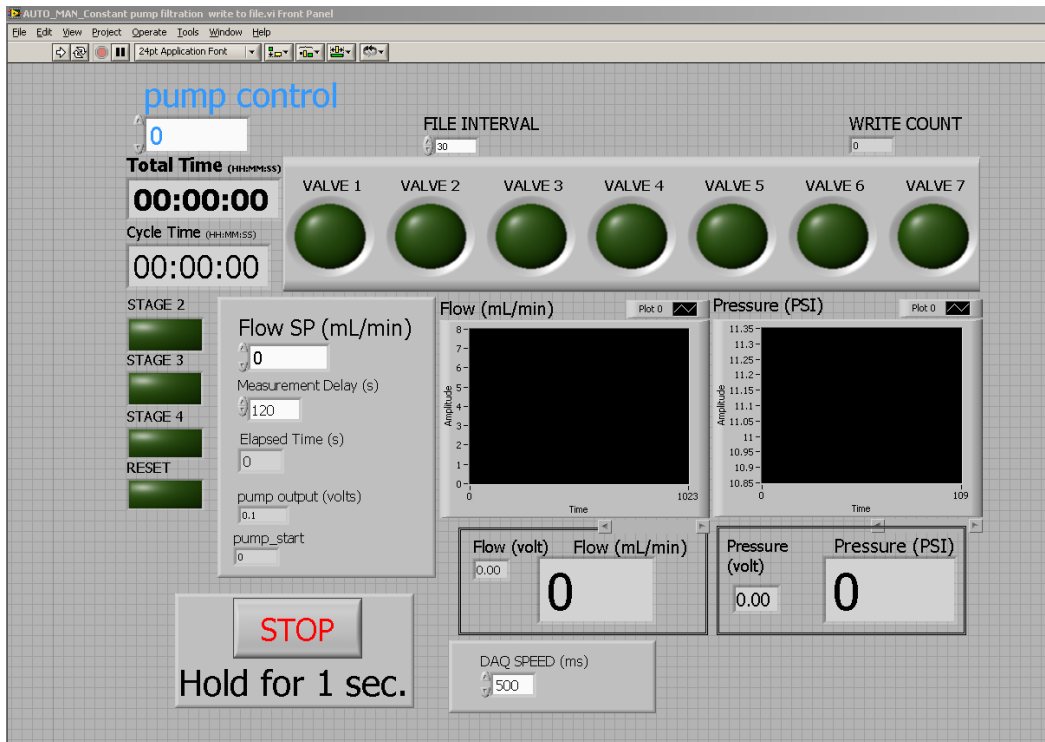 AUTO_MAN_Constant pump filtration write to file.vi Front Panel
File Edit View Project Operate Tools Window Help
24pt Application Font
pump control
0
FILE INTERVAL
30
WRITE COUNT
0
Total Time (HH:MM:SS)
00:00:00
Cycle Time (HH:MM:SS)
00:00:00
VALVE 1 VALVE 2 VALVE 3 VALVE 4 VALVE 5 VALVE 6 VALVE 7
STAGE 2
STAGE 3
STAGE 4
RESET
Flow SP (mL/min)
0
Measurement Delay (s)
120
Elapsed Time (s)
0
pump output (volts)
0.1
pump_start
0
Flow (mL/min)
Plot 0
Amplitude
8
7
6
5
4
3
2
1
0
0 1023
Time
Pressure (PSI)
Plot 0
Amplitude
11.35
11.3
11.25
11.2
11.15
11.1
11.05
11
10.95
10.9
10.85
0 109
Time
Flow (volt)
0.00
Flow (mL/min)
0
Pressure
(volt)
0.00
Pressure (PSI)
0
STOP
Hold for 1 sec.
DAQ SPEED (ms)
500